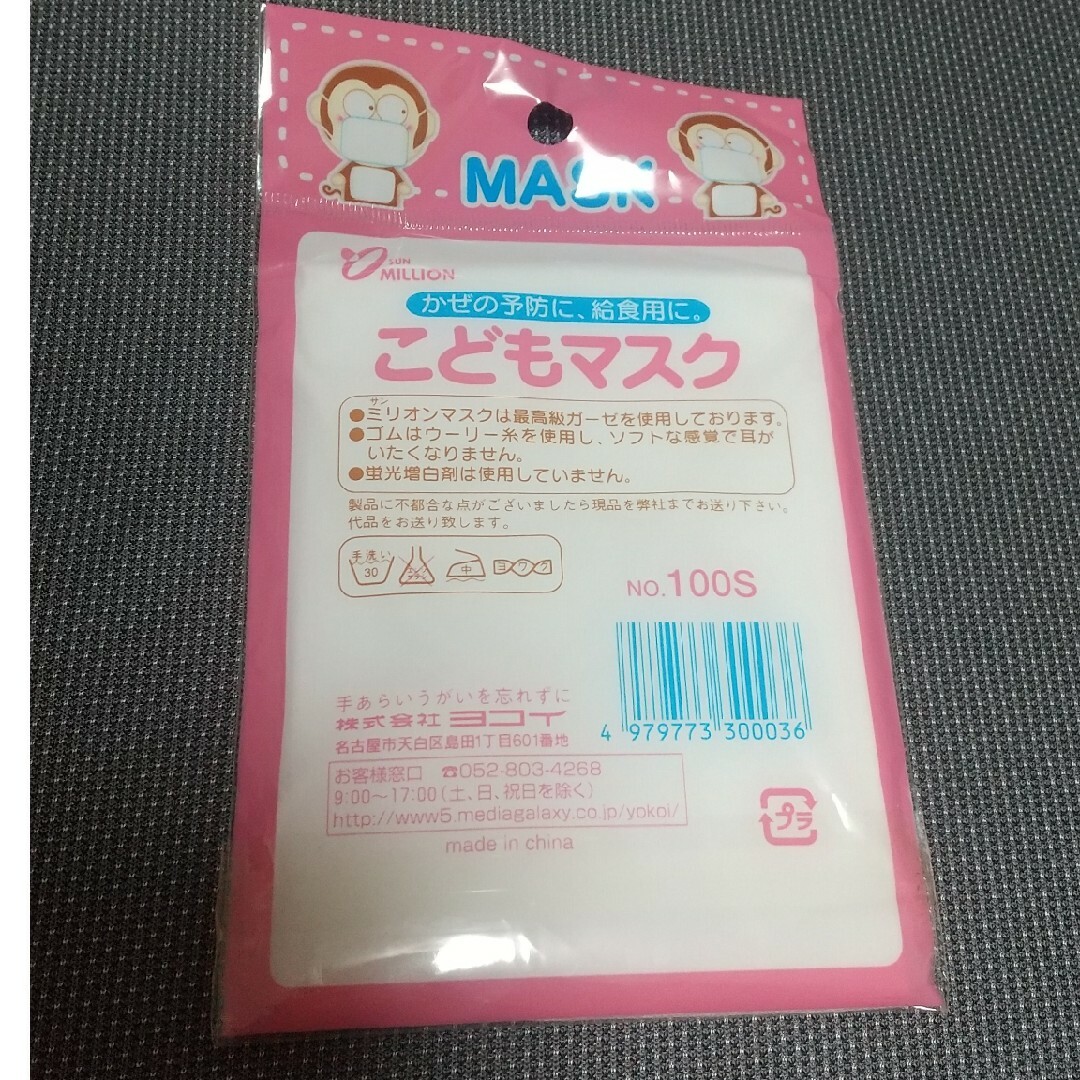 MASK
SUN
MILLION
かぜの予防に、給食用に。
こどもマスク
サン
●ミリオンマスクは最高級ガーゼを使用しております。
●ゴムはウーリー糸を使用し、ソフトな感覚で耳が
いたくなりません。
●蛍光増白剤は使用していません。
製品に不都合な点がございましたら現品を弊社までお送り下さい。
代品をお送り致します。
手洗い
30
中
ヨワク
NO.100S
手あらいうがいを忘れずに
株式会社 ヨコイ
名古屋市天白区島田1丁目601番地
4 979773 300036
お客様窓口 ☎052-803-4268
9:00~17:00(土、日、祝日を除く)
http://www5.mediagalaxy.co.jp/yokoi/
made in china
プラ